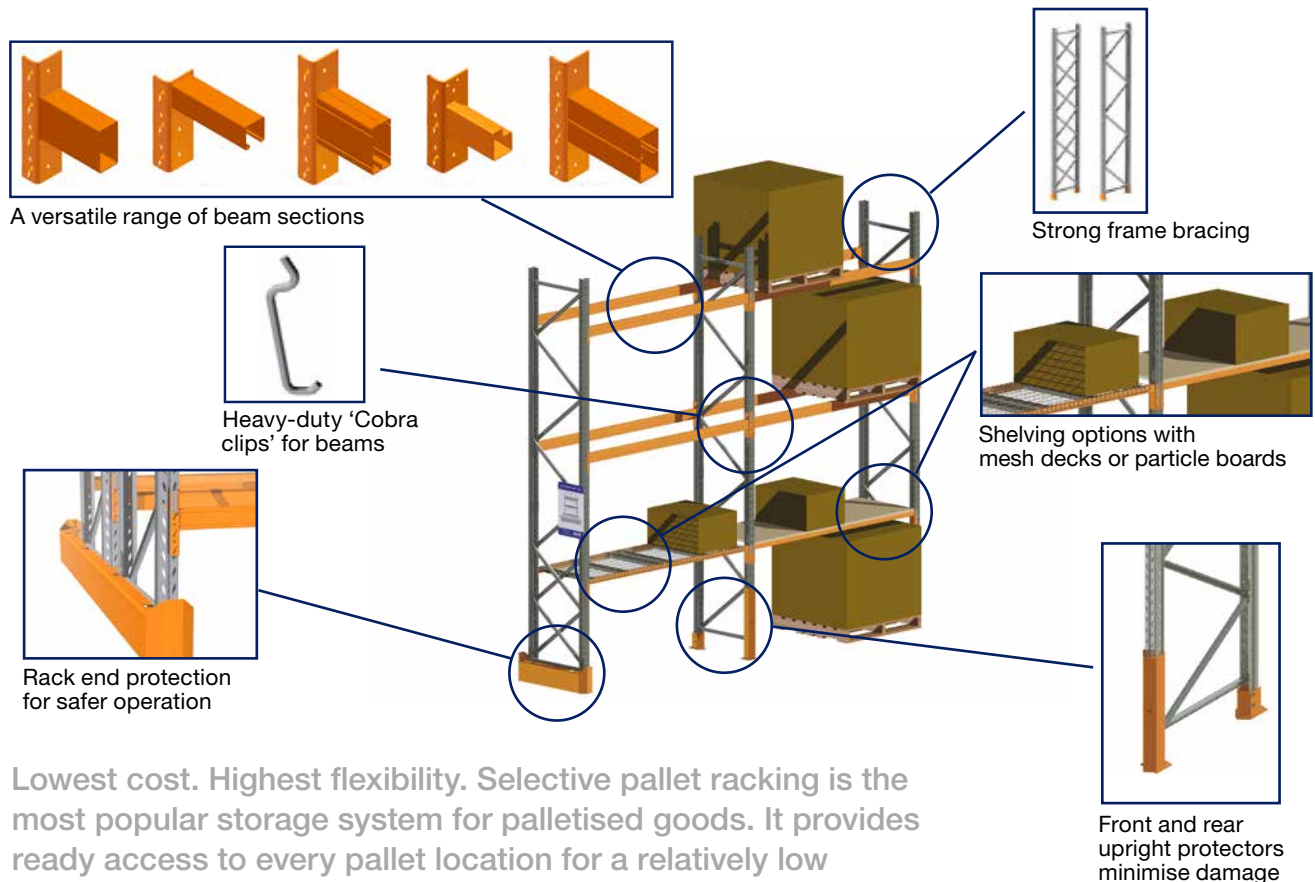 A versatile range of beam sections
Strong frame bracing
Heavy-duty ‘Cobra
clips’ for beams
Shelving options with
mesh decks or particle boards
Rack end protection
for safer operation
Lowest cost. Highest flexibility. Selective pallet racking is the
most popular storage system for palletised goods. It provides
ready access to every pallet location for a relatively low
Front and rear
upright protectors
minimise damage